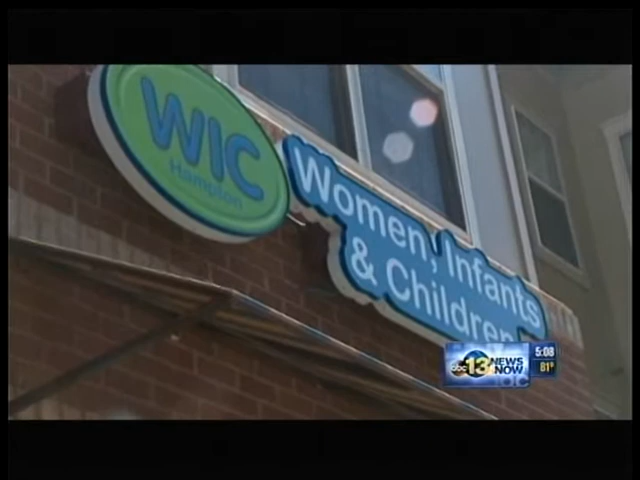 WIC
Hampton
Women, Infants
& Children
abc 13 NEWS NOW
5:08
81°